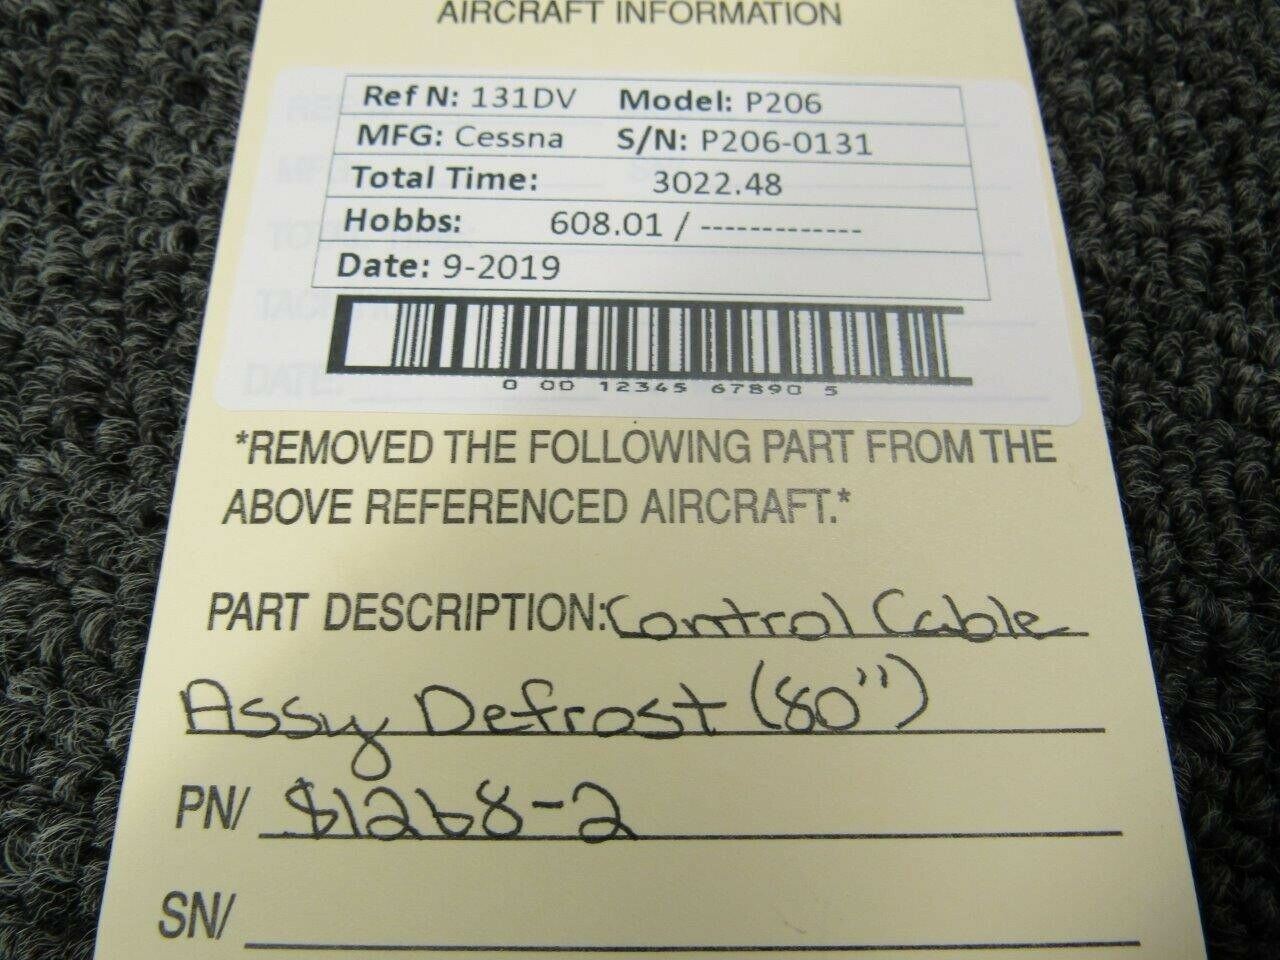 AIRCRAFT INFORMATION
Ref N: 131DV Model: P206
MFG: Cessna S/N: P206-0131
Total Time: 3022.48
Hobbs: 608.01 / -------------
Date: 9-2019
0 00 12345 67890 5
*REMOVED THE FOLLOWING PART FROM THE
ABOVE REFERENCED AIRCRAFT.*
PART DESCRIPTION: Control Cable
Assy Defrost (80")
PN/ S1268-2
SN/